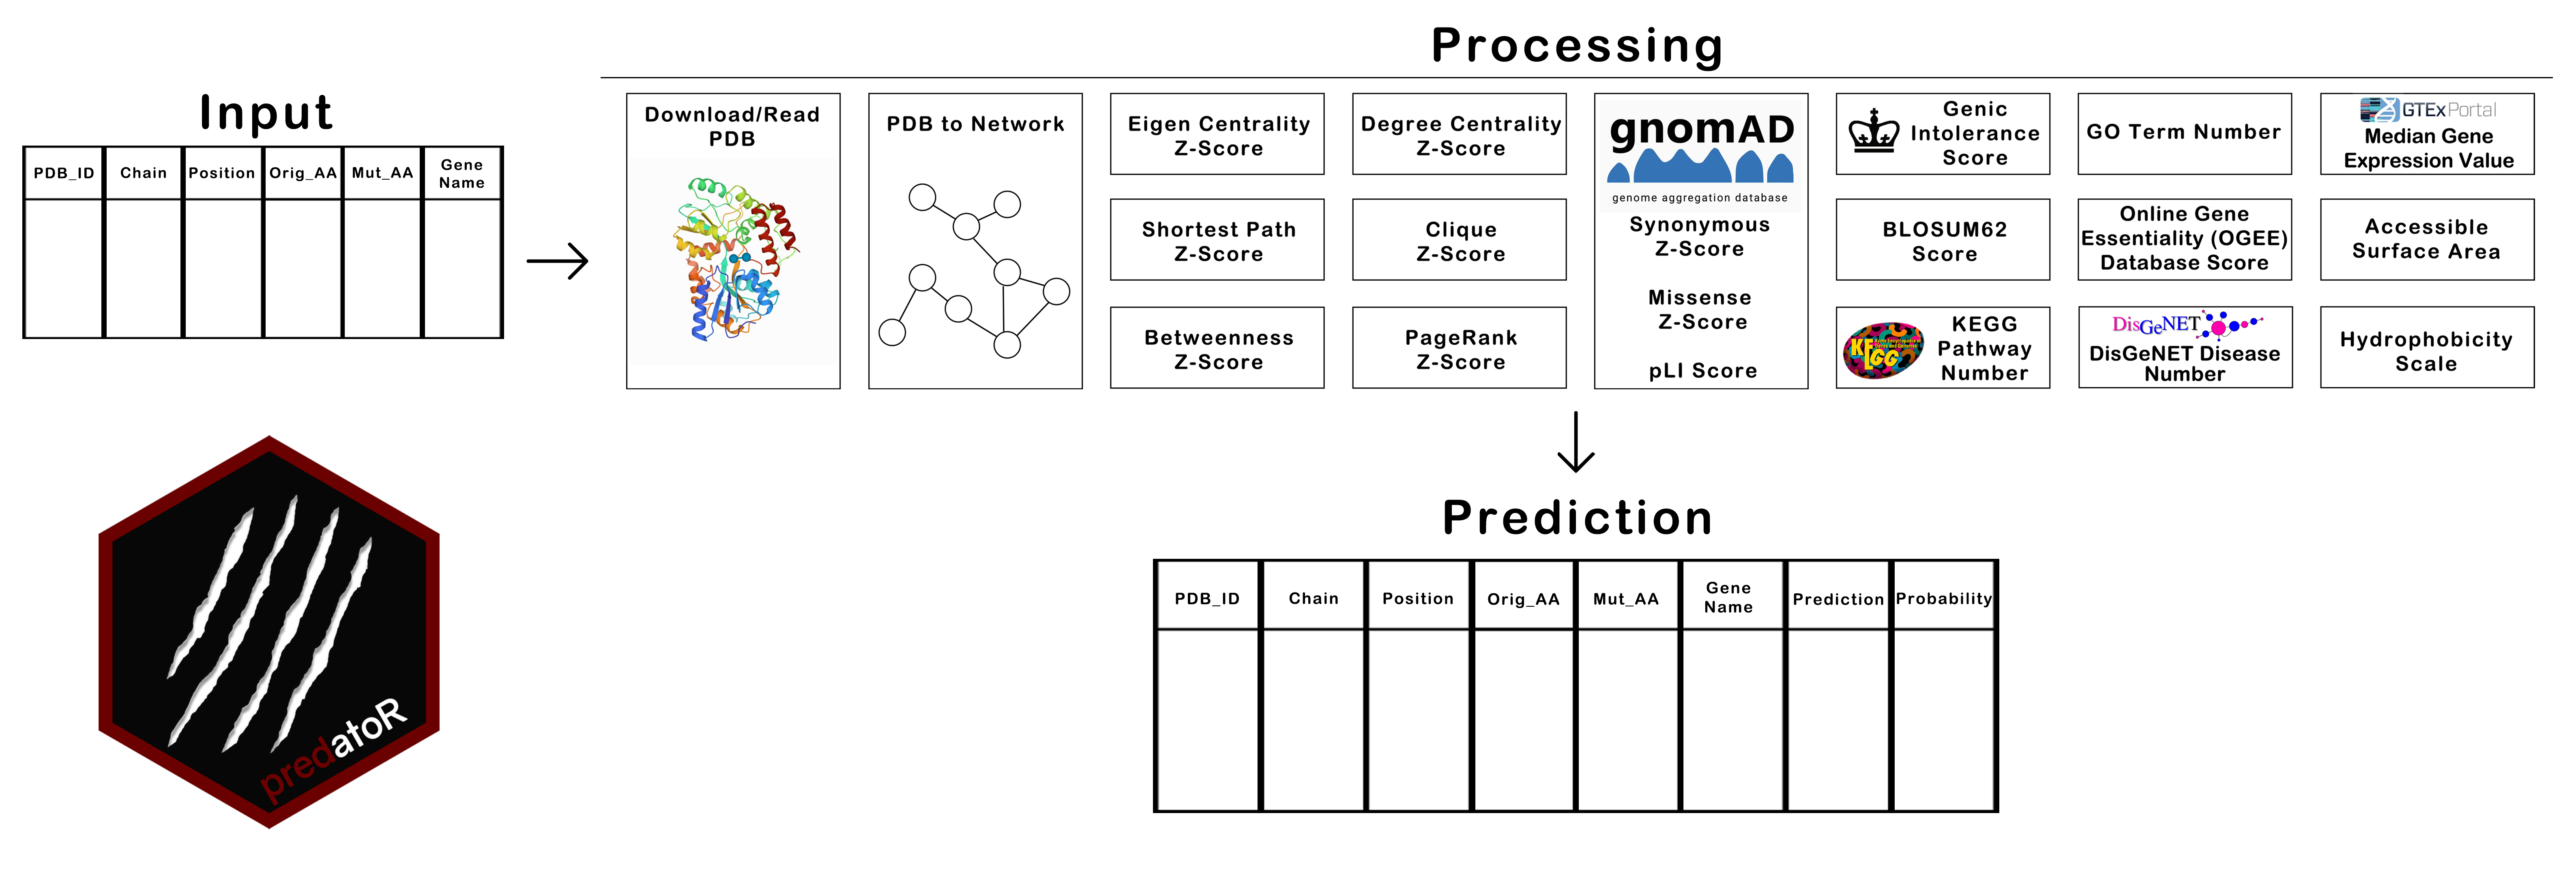 Processing
Input
PDB_ID
Chain
Position
Orig_AA
Mut_AA
Gene
Name
Download/Read
PDB
PDB to Network
Eigen Centrality
Z-Score
Shortest Path
Z-Score
Betweenness
Z-Score
Degree Centrality
Z-Score
Clique
Z-Score
PageRank
Z-Score
gnomAD
genome aggregation database
Synonymous
Z-Score
Missense
Z-Score
pLI Score
Genic
Intolerance
Score
BLOSUM62
Score
KEGG
KEGG
Pathway
Number
GO Term Number
Online Gene
Essentiality (OGEE)
Database Score
DisGeNET
DisGeNET Disease
Number
GTEx Portal
Median Gene
Expression Value
Accessible
Surface Area
Hydrophobicity
Scale
Prediction
PDB_ID
Chain
Position
Orig_AA
Mut_AA
Gene
Name
Prediction
Probability
predatoR